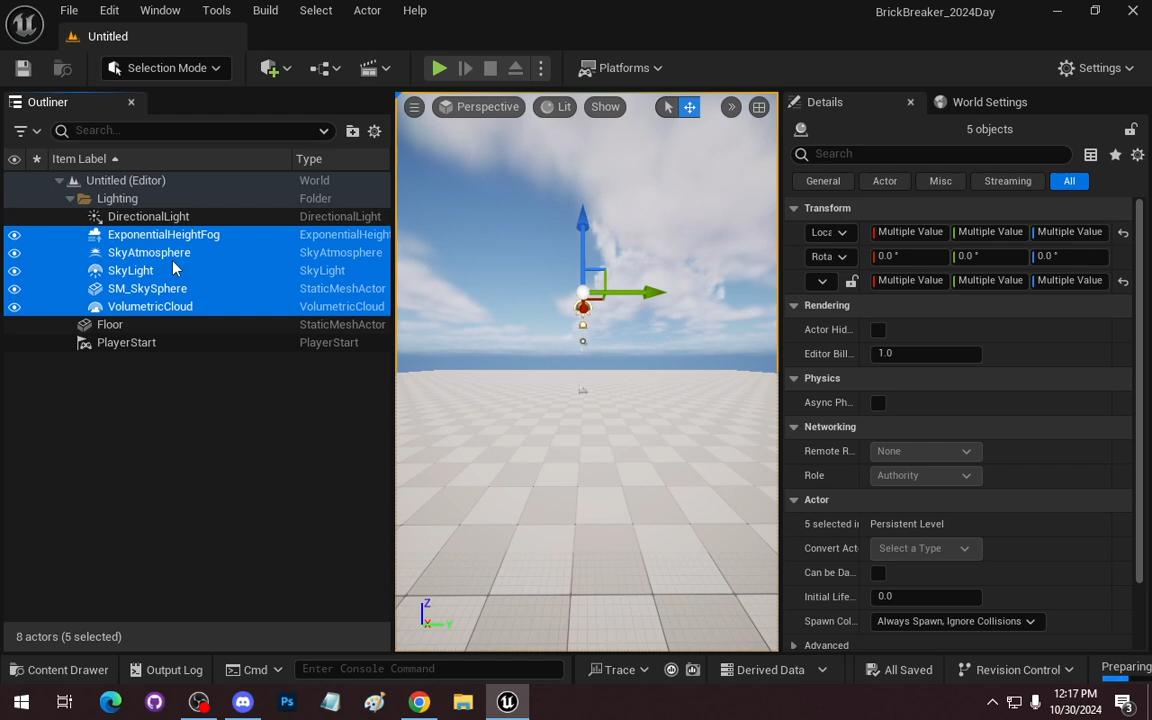 File Edit Window Tools Build Select Actor Help BrickBreaker_2024Day
Untitled
Selection Mode Platforms Settings
Outliner
Perspective Lit Show
Details World Settings
Search...
5 objects
Search
Item Label Type
General Actor Misc Streaming All
Untitled (Editor) World
Lighting Folder
DirectionalLight DirectionalLight
ExponentialHeightFog ExponentialHeight
SkyAtmosphere SkyAtmosphere
SkyLight SkyLight
SM_SkySphere StaticMeshActor
VolumetricCloud VolumetricCloud
Floor StaticMeshActor
PlayerStart PlayerStart
8 actors (5 selected)
Z
X Y
Transform
Loca Multiple Value Multiple Value Multiple Value
Rota 0.0 ° 0.0 ° 0.0 °
Multiple Value Multiple Value Multiple Value
Rendering
Actor Hid...
Editor Bill... 1.0
Physics
Async Ph...
Networking
Remote R... None
Role Authority
Actor
5 selected in Persistent Level
Convert Act Select a Type
Can be Da...
Initial Life... 0.0
Spawn Col... Always Spawn, Ignore Collisions
Advanced
Content Drawer Output Log Cmd Enter Console Command Trace Derived Data All Saved Revision Control Preparing
Ps
12:17 PM
10/30/2024
3